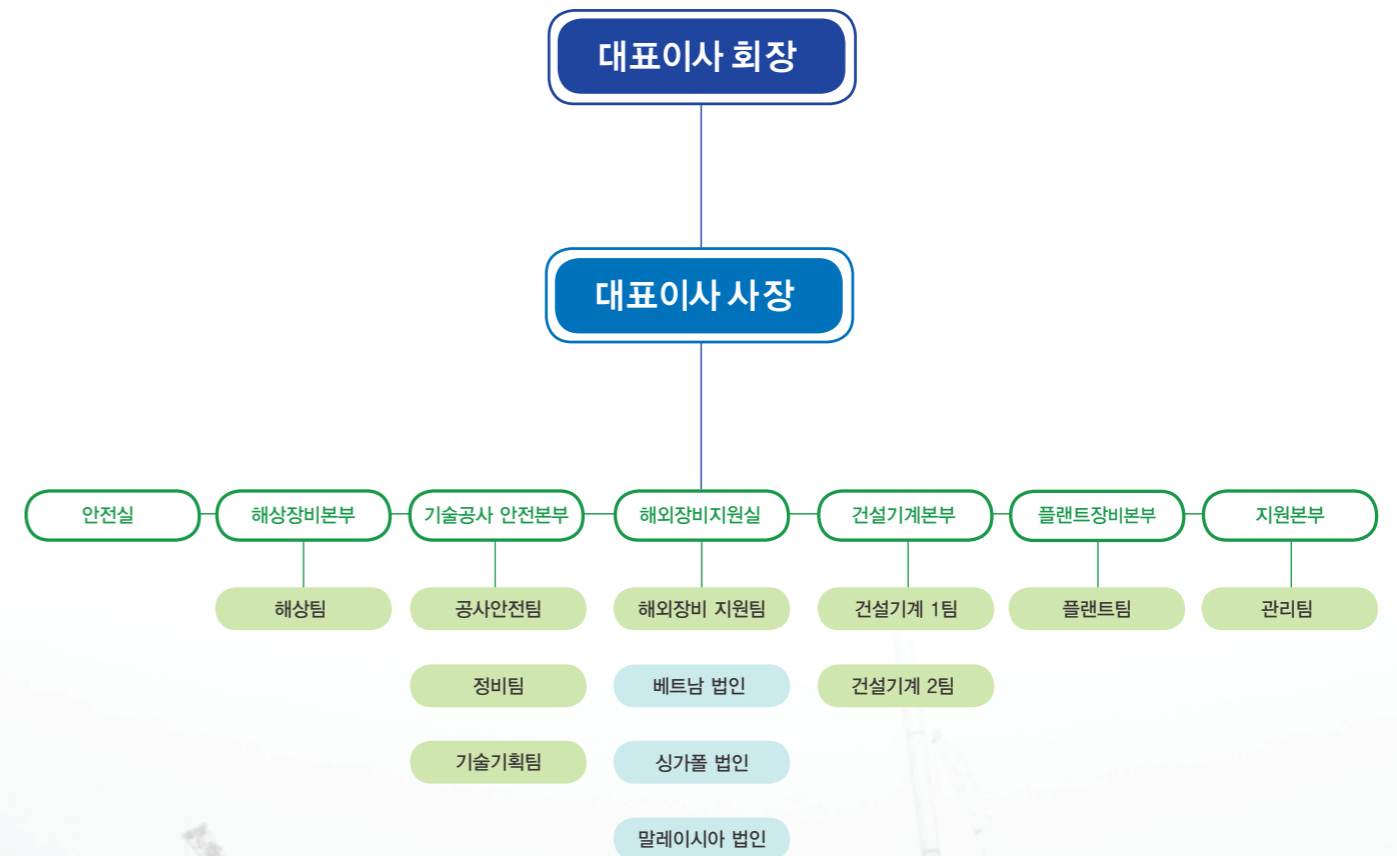 대표이사 회장
대표이사 사장
안전실
해상장비본부
기술공사 안전본부
해외장비지원실
건설기계본부
플랜트장비본부
지원본부
해상팀
공사안전팀
해외장비 지원팀
건설기계 1팀
플랜트팀
관리팀
정비팀
베트남 법인
건설기계 2팀
기술기획팀
싱가폴 법인
말레이시아 법인